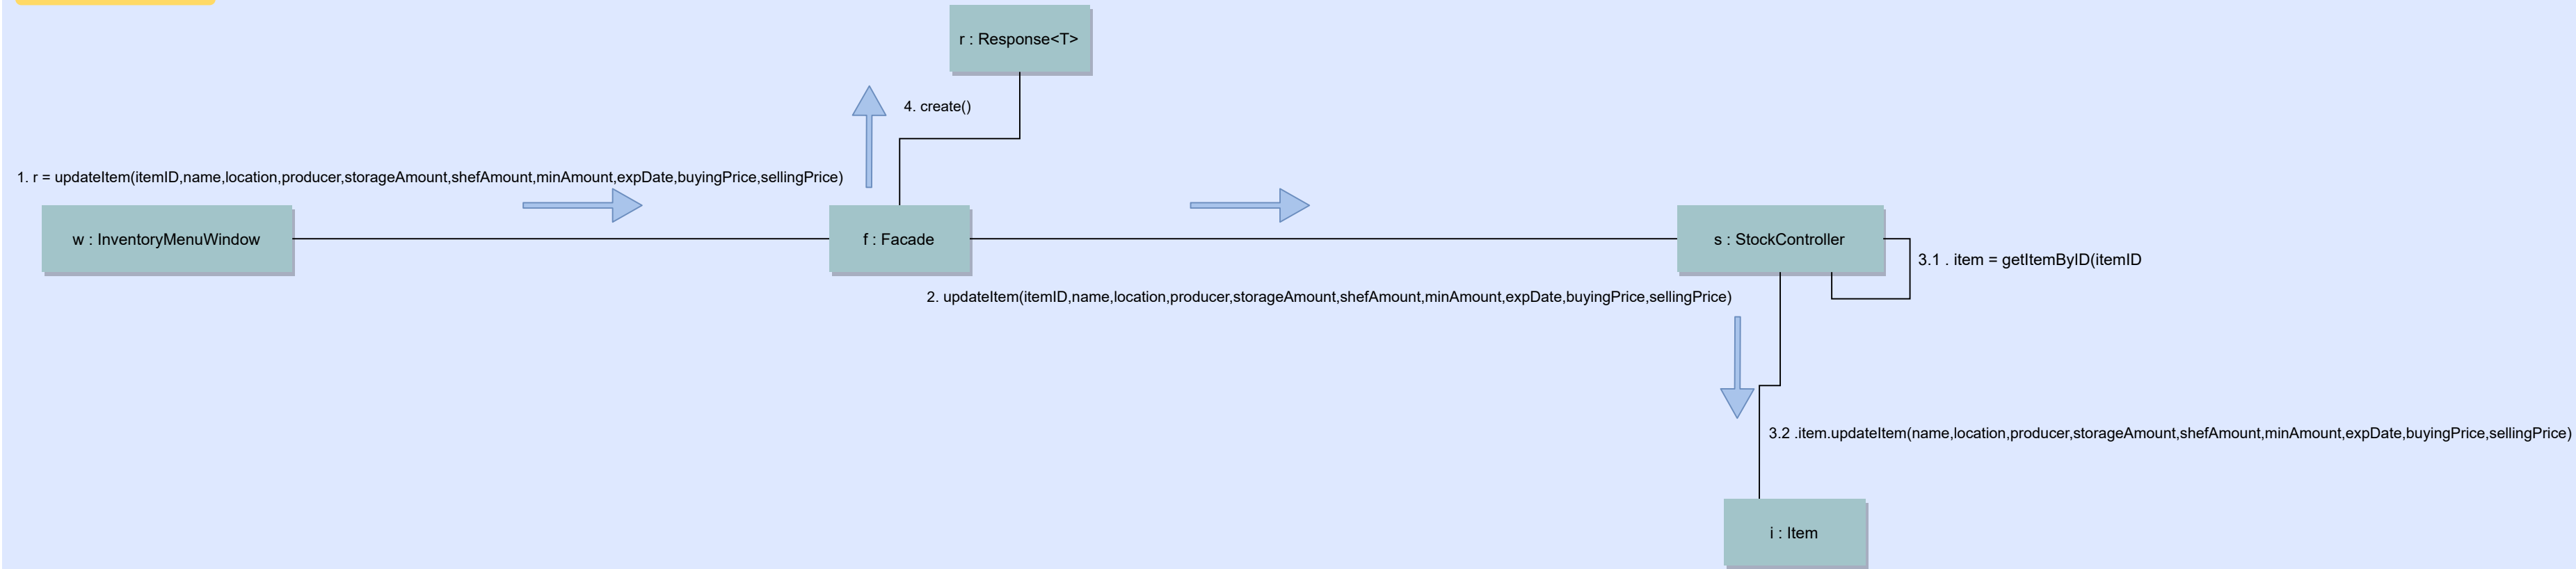 r : Response<T>
4. create()
1. r = updateItem(itemID,name,location,producer,storageAmount,shefAmount,minAmount,expDate,buyingPrice,sellingPrice)
w : InventoryMenuWindow
f : Facade
s : StockController
3.1 . item = getItemByID(itemID
2. updateItem(itemID,name,location,producer,storageAmount,shefAmount,minAmount,expDate,buyingPrice,sellingPrice)
3.2 .item.updateItem(name,location,producer,storageAmount,shefAmount,minAmount,expDate,buyingPrice,sellingPrice)
i : Item